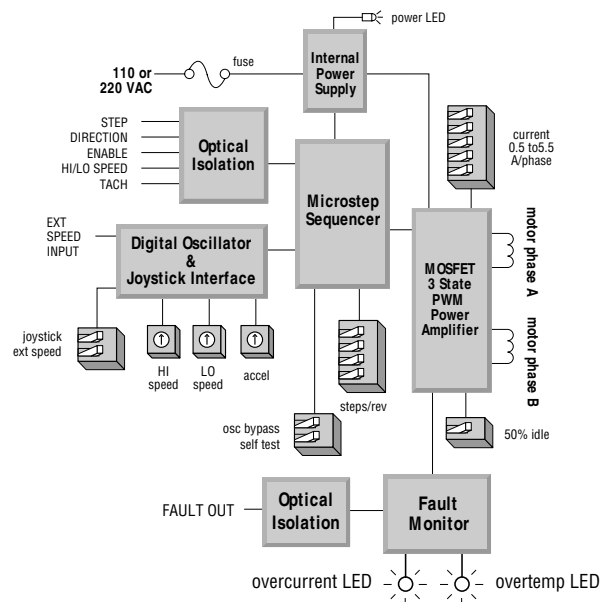 power LED
Internal
Power
Supply
fuse
110 or
220 VAC
STEP
DIRECTION
ENABLE
HI/LO SPEED
TACH
Optical
Isolation
current
0.5 to5.5
A/phase
Microstep
Sequencer
EXT
SPEED
INPUT
Digital Oscillator
&
Joystick Interface
MOSFET
3 State
PWM
Power
Amplifier
motor phase A
motor phase B
joystick
ext speed
HI
speed
LO
speed
accel
steps/rev
osc bypass
self test
50% idle
FAULT OUT
Optical
Isolation
Fault
Monitor
overcurrent LED
overtemp LED